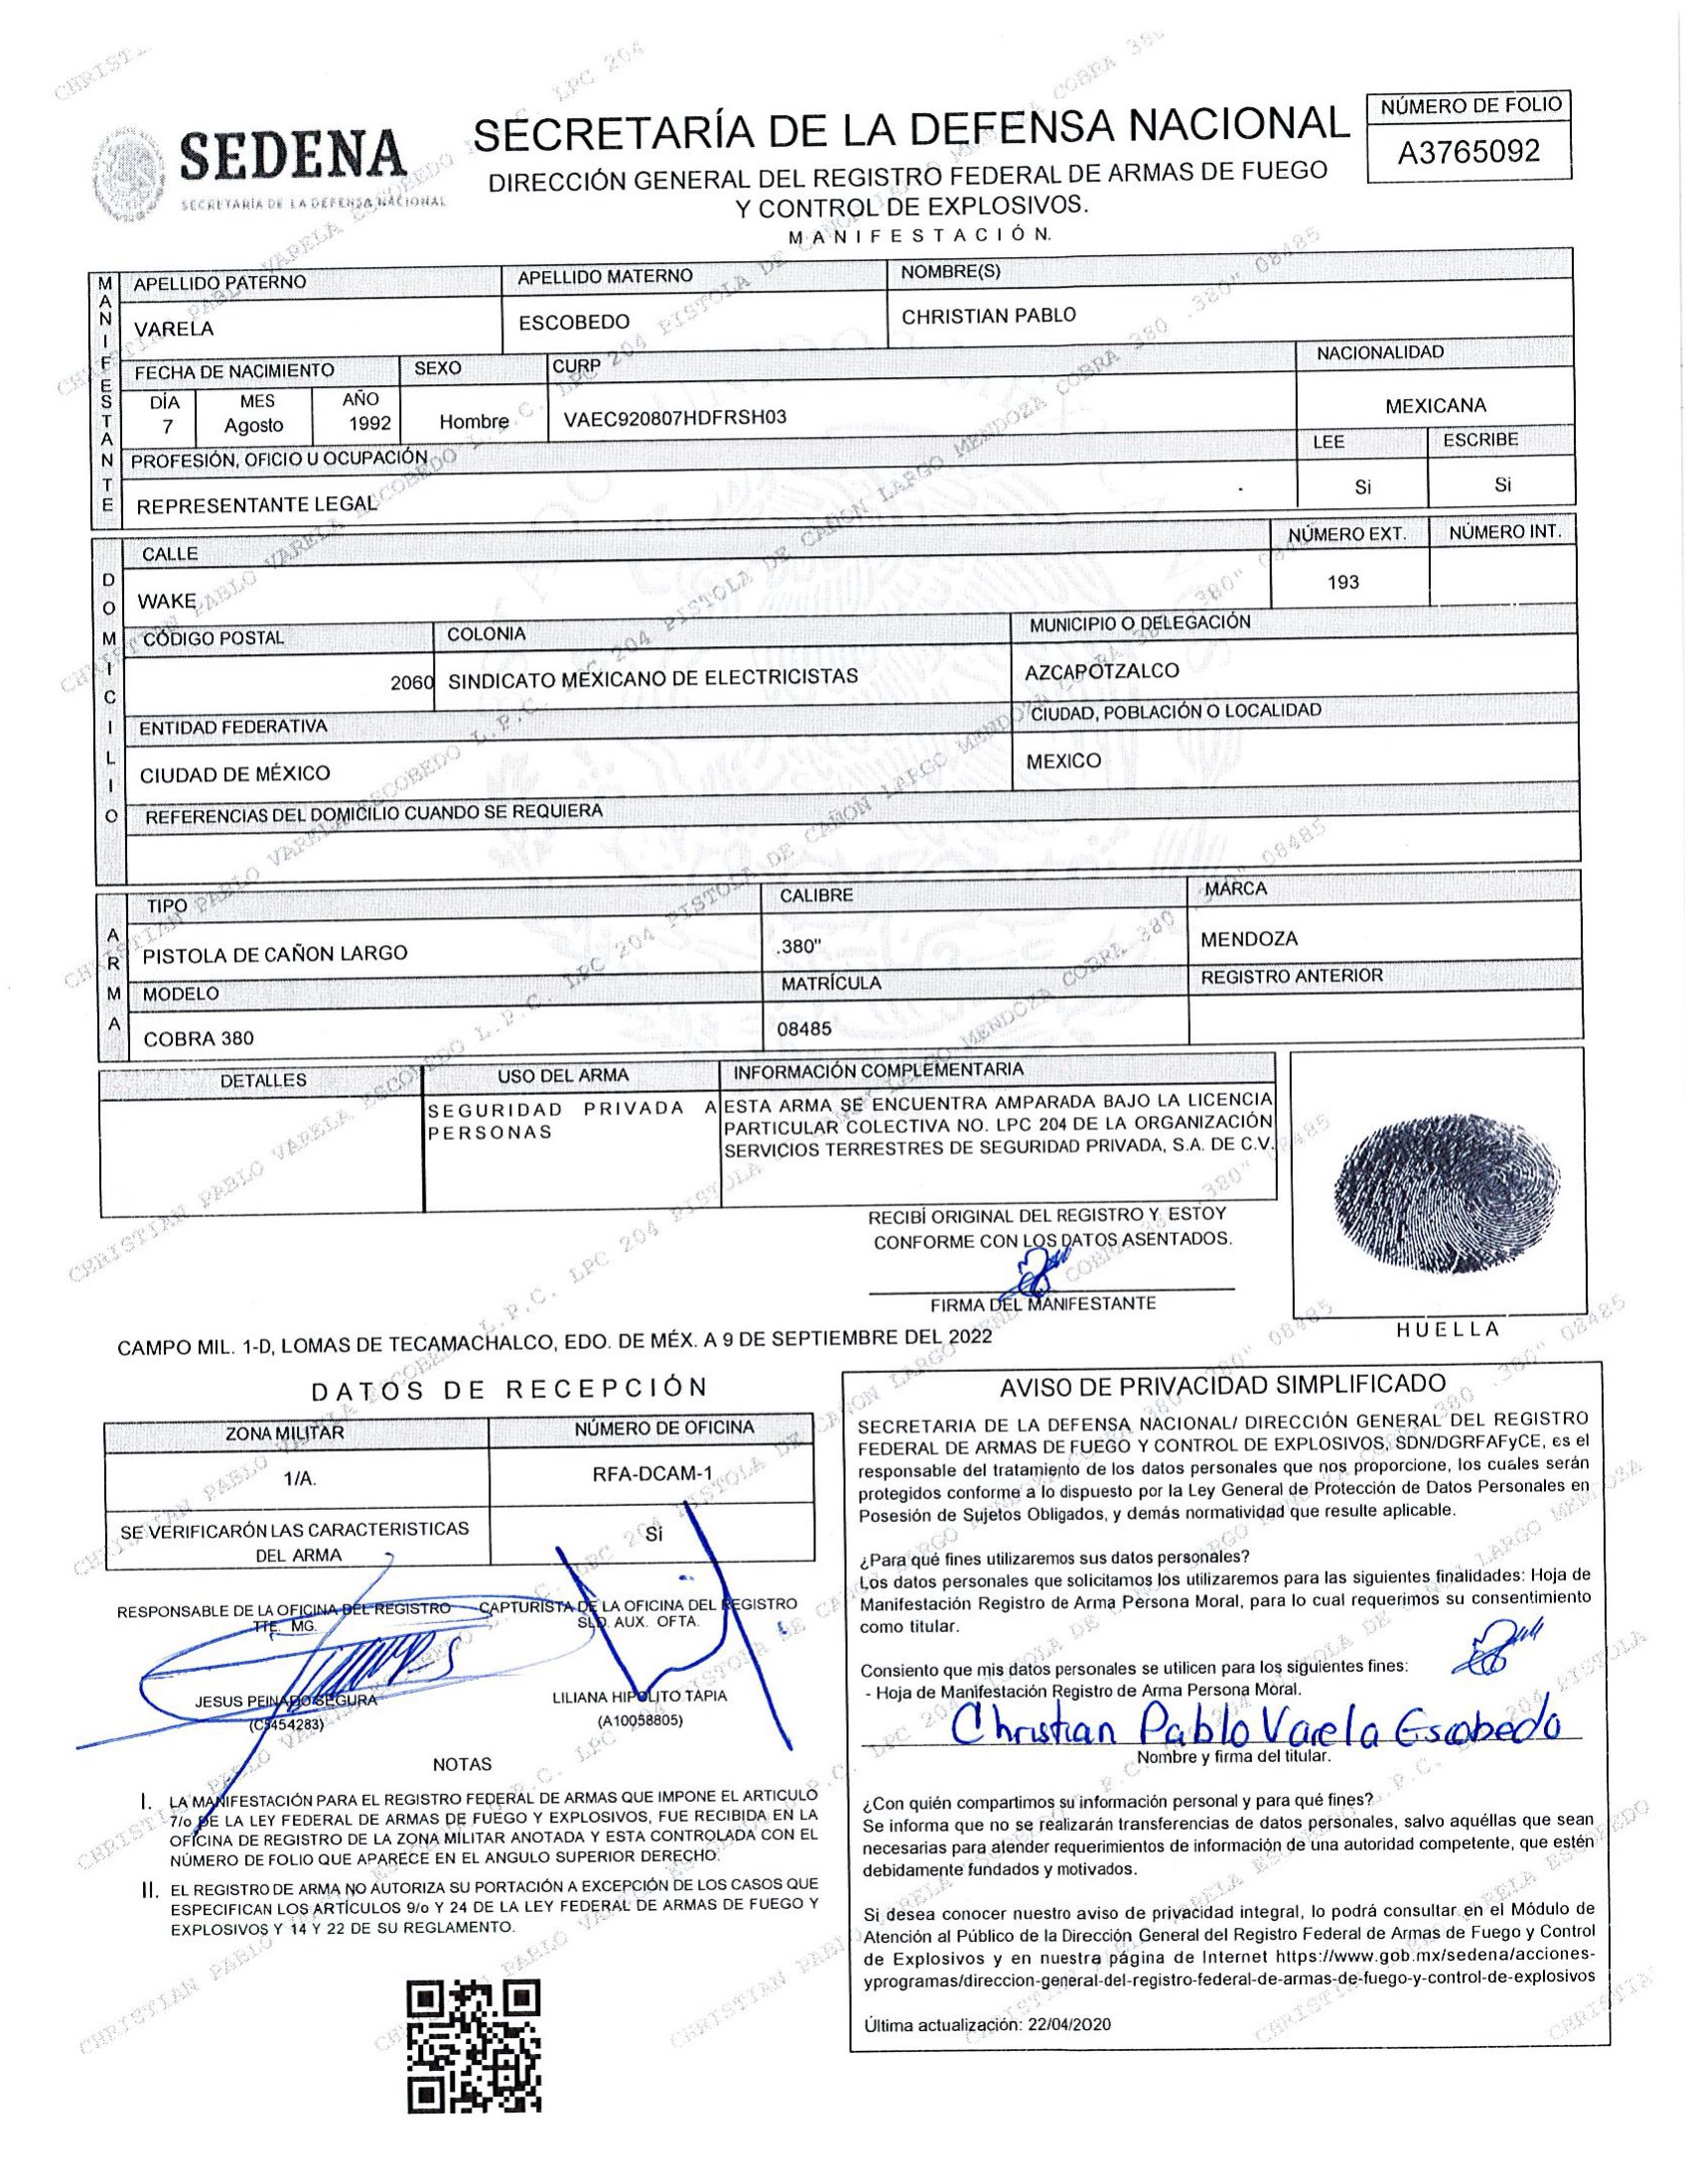 SEDENA
SECRETARÍA DE LA DEFENSA NACIONAL
SECRETARÍA DE LA DEFENSA NACIONAL
DIRECCIÓN GENERAL DEL REGISTRO FEDERAL DE ARMAS DE FUEGO
Y CONTROL DE EXPLOSIVOS.
MANIFESTACIÓN.
NÚMERO DE FOLIO
A3765092
MANIFESTANTE
APELLIDO PATERNO APELLIDO MATERNO NOMBRE(S)
VARELA ESCOBEDO CHRISTIAN PABLO
FECHA DE NACIMIENTO SEXO CURP NACIONALIDAD
DÍA MES AÑO
7 Agosto 1992 Hombre VAEC920807HDFRSH03 MEXICANA
PROFESIÓN, OFICIO U OCUPACIÓN LEE ESCRIBE
REPRESENTANTE LEGAL Si Si
DOMICILIO
CALLE NÚMERO EXT. NÚMERO INT.
WAKE 193
CÓDIGO POSTAL COLONIA MUNICIPIO O DELEGACIÓN
2060 SINDICATO MEXICANO DE ELECTRICISTAS AZCAPOTZALCO
ENTIDAD FEDERATIVA CIUDAD, POBLACIÓN O LOCALIDAD
CIUDAD DE MÉXICO MEXICO
REFERENCIAS DEL DOMICILIO CUANDO SE REQUIERA
ARMA
TIPO CALIBRE MARCA
PISTOLA DE CAÑON LARGO .380" MENDOZA
MODELO MATRÍCULA REGISTRO ANTERIOR
COBRA 380 08485
DETALLES USO DEL ARMA INFORMACIÓN COMPLEMENTARIA
SEGURIDAD PRIVADA A
PERSONAS
ESTA ARMA SE ENCUENTRA AMPARADA BAJO LA LICENCIA
PARTICULAR COLECTIVA NO. LPC 204 DE LA ORGANIZACIÓN
SERVICIOS TERRESTRES DE SEGURIDAD PRIVADA, S.A. DE C.V.
RECIBÍ ORIGINAL DEL REGISTRO Y ESTOY
CONFORME CON LOS DATOS ASENTADOS.
FIRMA DEL MANIFESTANTE
HUELLA
CAMPO MIL. 1-D, LOMAS DE TECAMACHALCO, EDO. DE MÉX. A 9 DE SEPTIEMBRE DEL 2022
DATOS DE RECEPCIÓN
ZONA MILITAR NÚMERO DE OFICINA
1/A. RFA-DCAM-1
SE VERIFICARÓN LAS CARACTERISTICAS
DEL ARMA
Si
RESPONSABLE DE LA OFICINA DEL REGISTRO
TTE. MG.
CAPTURISTA DE LA OFICINA DEL REGISTRO
SLD. AUX. OFTA.
JESUS PEINADO SEGURA
(C5454283)
LILIANA HIPOLITO TAPIA
(A10058805)
NOTAS
I. LA MANIFESTACIÓN PARA EL REGISTRO FEDERAL DE ARMAS QUE IMPONE EL ARTICULO
7/o DE LA LEY FEDERAL DE ARMAS DE FUEGO Y EXPLOSIVOS, FUE RECIBIDA EN LA
OFICINA DE REGISTRO DE LA ZONA MILITAR ANOTADA Y ESTA CONTROLADA CON EL
NÚMERO DE FOLIO QUE APARECE EN EL ANGULO SUPERIOR DERECHO.
II. EL REGISTRO DE ARMA NO AUTORIZA SU PORTACIÓN A EXCEPCIÓN DE LOS CASOS QUE
ESPECIFICAN LOS ARTÍCULOS 9/o Y 24 DE LA LEY FEDERAL DE ARMAS DE FUEGO Y
EXPLOSIVOS Y 14 Y 22 DE SU REGLAMENTO.
AVISO DE PRIVACIDAD SIMPLIFICADO
SECRETARIA DE LA DEFENSA NACIONAL/ DIRECCIÓN GENERAL DEL REGISTRO
FEDERAL DE ARMAS DE FUEGO Y CONTROL DE EXPLOSIVOS, SDN/DGRFAFyCE, es el
responsable del tratamiento de los datos personales que nos proporcione, los cuales serán
protegidos conforme a lo dispuesto por la Ley General de Protección de Datos Personales en
Posesión de Sujetos Obligados, y demás normatividad que resulte aplicable.
¿Para qué fines utilizaremos sus datos personales?
Los datos personales que solicitamos los utilizaremos para las siguientes finalidades: Hoja de
Manifestación Registro de Arma Persona Moral, para lo cual requerimos su consentimiento
como titular.
Consiento que mis datos personales se utilicen para los siguientes fines:
- Hoja de Manifestación Registro de Arma Persona Moral.
Christian Pablo Varela Escobedo
Nombre y firma del titular.
¿Con quién compartimos su información personal y para qué fines?
Se informa que no se realizarán transferencias de datos personales, salvo aquéllas que sean
necesarias para atender requerimientos de información de una autoridad competente, que estén
debidamente fundados y motivados.
Si desea conocer nuestro aviso de privacidad integral, lo podrá consultar en el Módulo de
Atención al Público de la Dirección General del Registro Federal de Armas de Fuego y Control
de Explosivos y en nuestra página de Internet https://www.gob.mx/sedena/acciones-
yprogramas/direccion-general-del-registro-federal-de-armas-de-fuego-y-control-de-explosivos
Última actualización: 22/04/2020